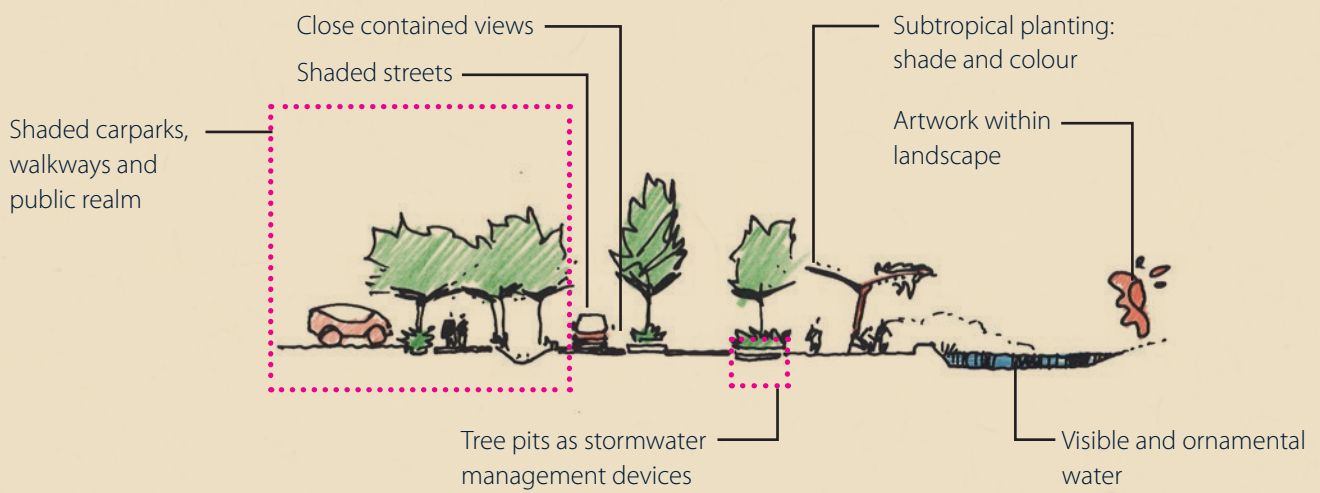 Close contained views
Shaded streets
Shaded carparks,
walkways and
public realm
Subtropical planting:
shade and colour
Artwork within
landscape
Tree pits as stormwater
management devices
Visible and ornamental
water